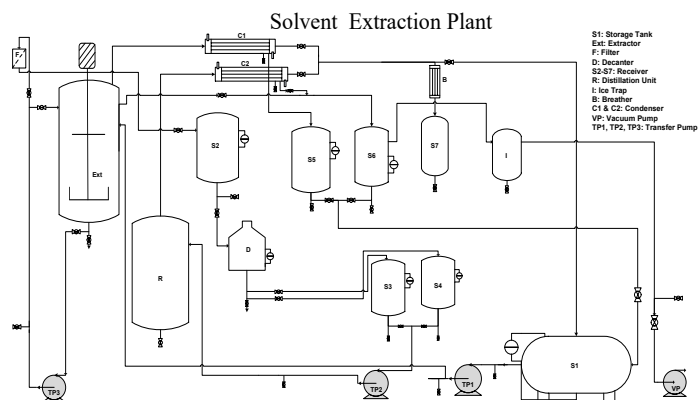 Solvent Extraction Plant
S1: Storage Tank
Ext: Extractor
F: Filter
D: Decanter
S2-S7: Receiver
R: Distillation Unit
I: Ice Trap
B: Breather
C1 & C2: Condenser
VP: Vacuum Pump
TP1, TP2, TP3: Transfer Pump
C1
F
C2
B
S2
S5
S6
S7
I
Ext
D
R
S3
S4
S1
TP3
TP2
TP1
VP